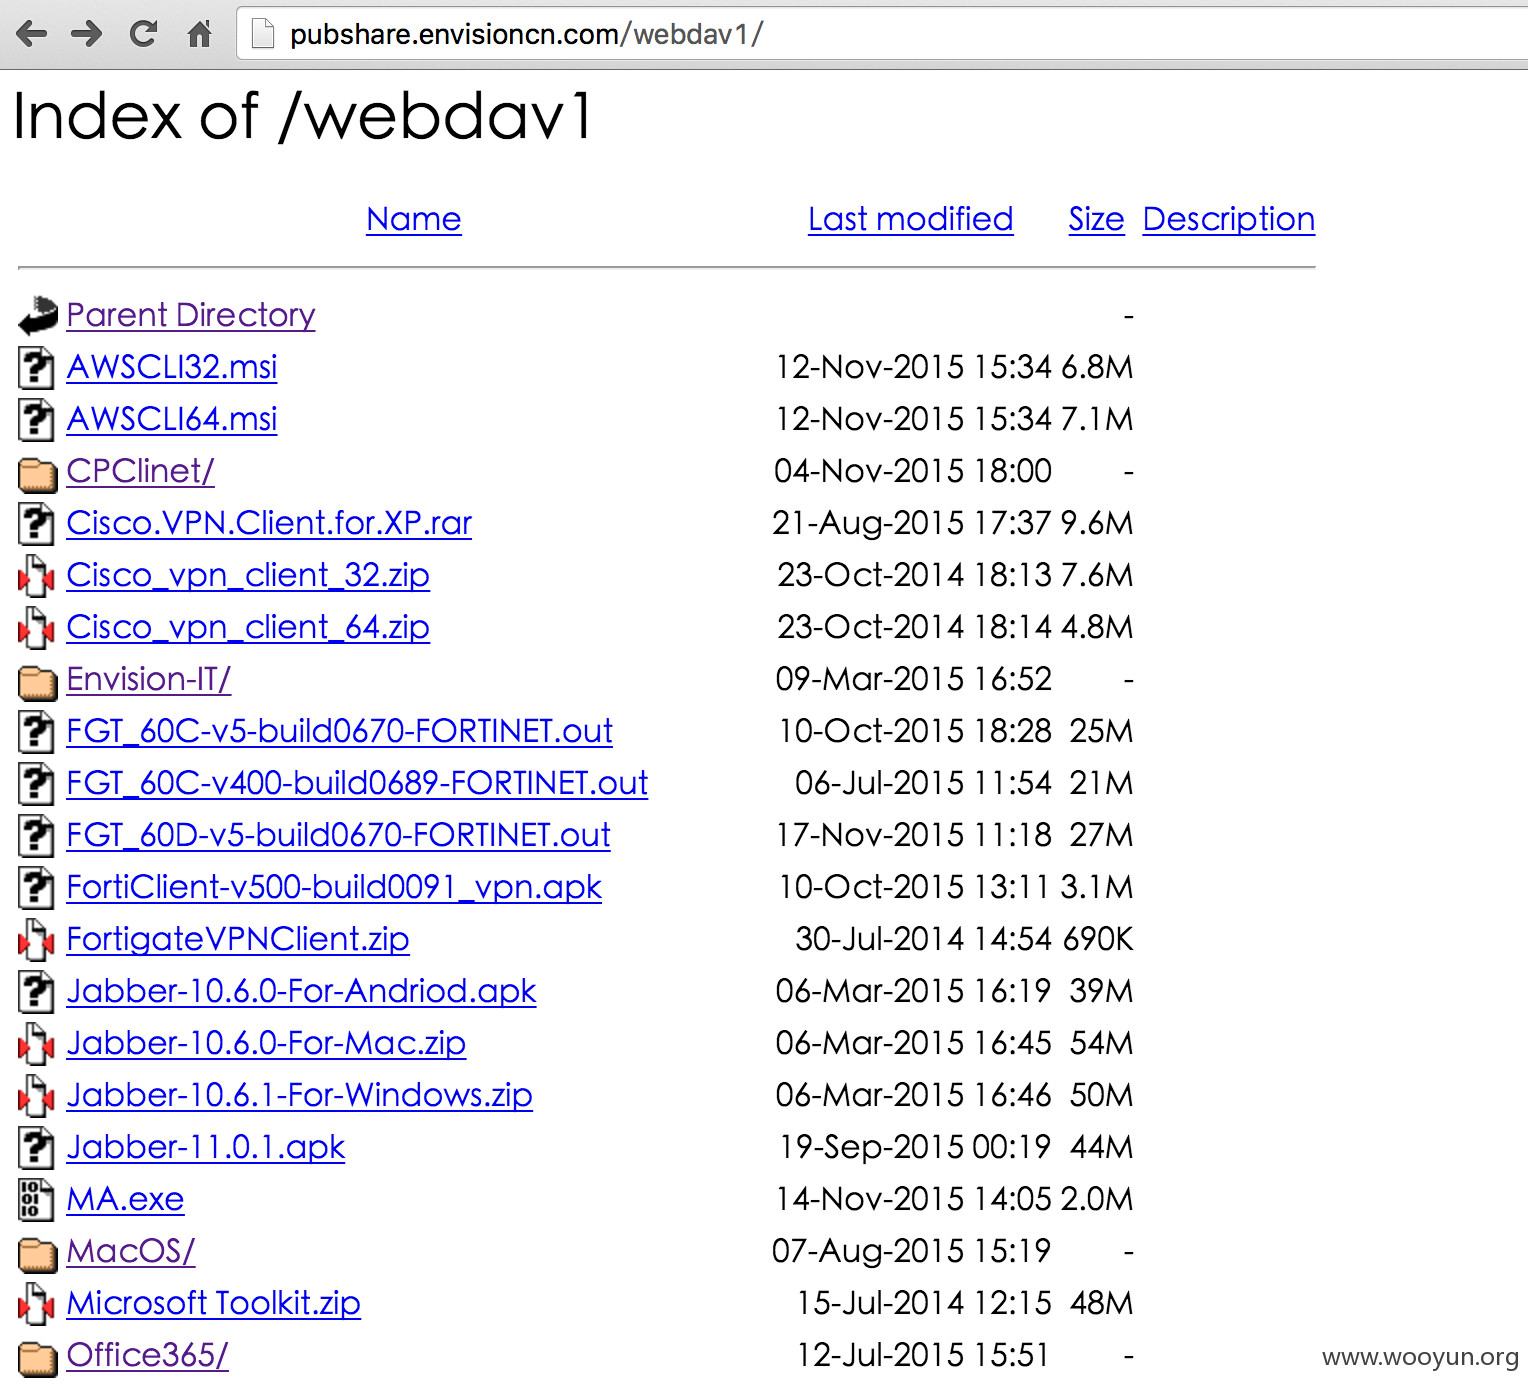 pubshare.envisioncn.com/webdav1/
Index of /webdav1
Name Last modified Size Description
Parent Directory -
AWSCLI32.msi 12-Nov-2015 15:34 6.8M
AWSCLI64.msi 12-Nov-2015 15:34 7.1M
CPClinet/ 04-Nov-2015 18:00 -
Cisco.VPN.Client.for.XP.rar 21-Aug-2015 17:37 9.6M
Cisco_vpn_client_32.zip 23-Oct-2014 18:13 7.6M
Cisco_vpn_client_64.zip 23-Oct-2014 18:14 4.8M
Envision-IT/ 09-Mar-2015 16:52 -
FGT_60C-v5-build0670-FORTINET.out 10-Oct-2015 18:28 25M
FGT_60C-v400-build0689-FORTINET.out 06-Jul-2015 11:54 21M
FGT_60D-v5-build0670-FORTINET.out 17-Nov-2015 11:18 27M
FortiClient-v500-build0091_vpn.apk 10-Oct-2015 13:11 3.1M
FortigateVPNClient.zip 30-Jul-2014 14:54 690K
Jabber-10.6.0-For-Andriod.apk 06-Mar-2015 16:19 39M
Jabber-10.6.0-For-Mac.zip 06-Mar-2015 16:45 54M
Jabber-10.6.1-For-Windows.zip 06-Mar-2015 16:46 50M
Jabber-11.0.1.apk 19-Sep-2015 00:19 44M
MA.exe 14-Nov-2015 14:05 2.0M
MacOS/ 07-Aug-2015 15:19 -
Microsoft Toolkit.zip 15-Jul-2014 12:15 48M
Office365/ 12-Jul-2015 15:51 -
www.wooyun.org